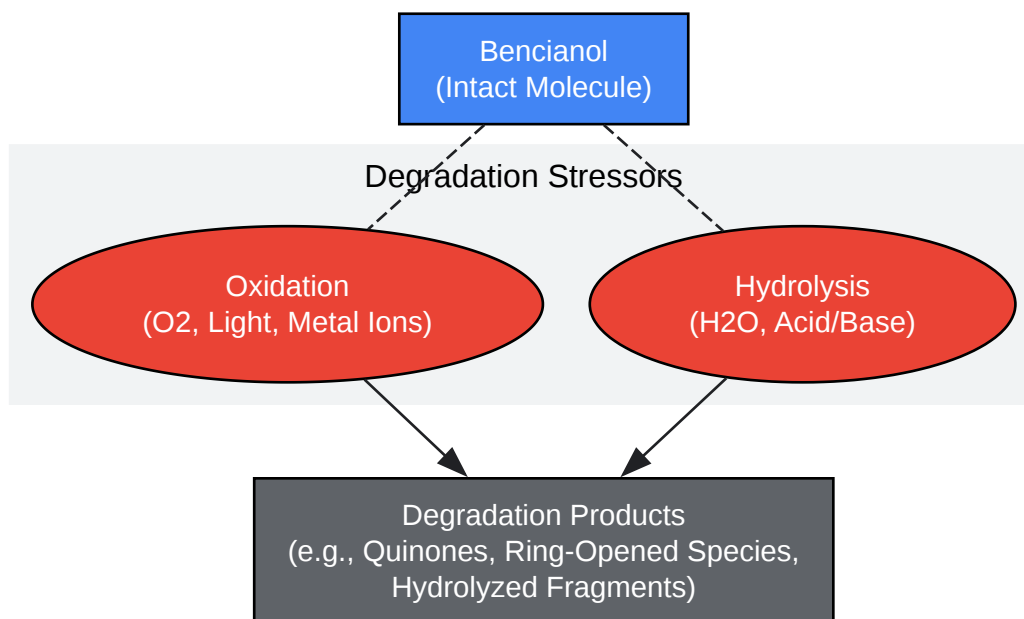 Bencianol
(Intact Molecule)
Degradation Stressors
Oxidation
(O2, Light, Metal Ions)
Hydrolysis
(H2O, Acid/Base)
Degradation Products
(e.g., Quinones, Ring-Opened Species,
Hydrolyzed Fragments)